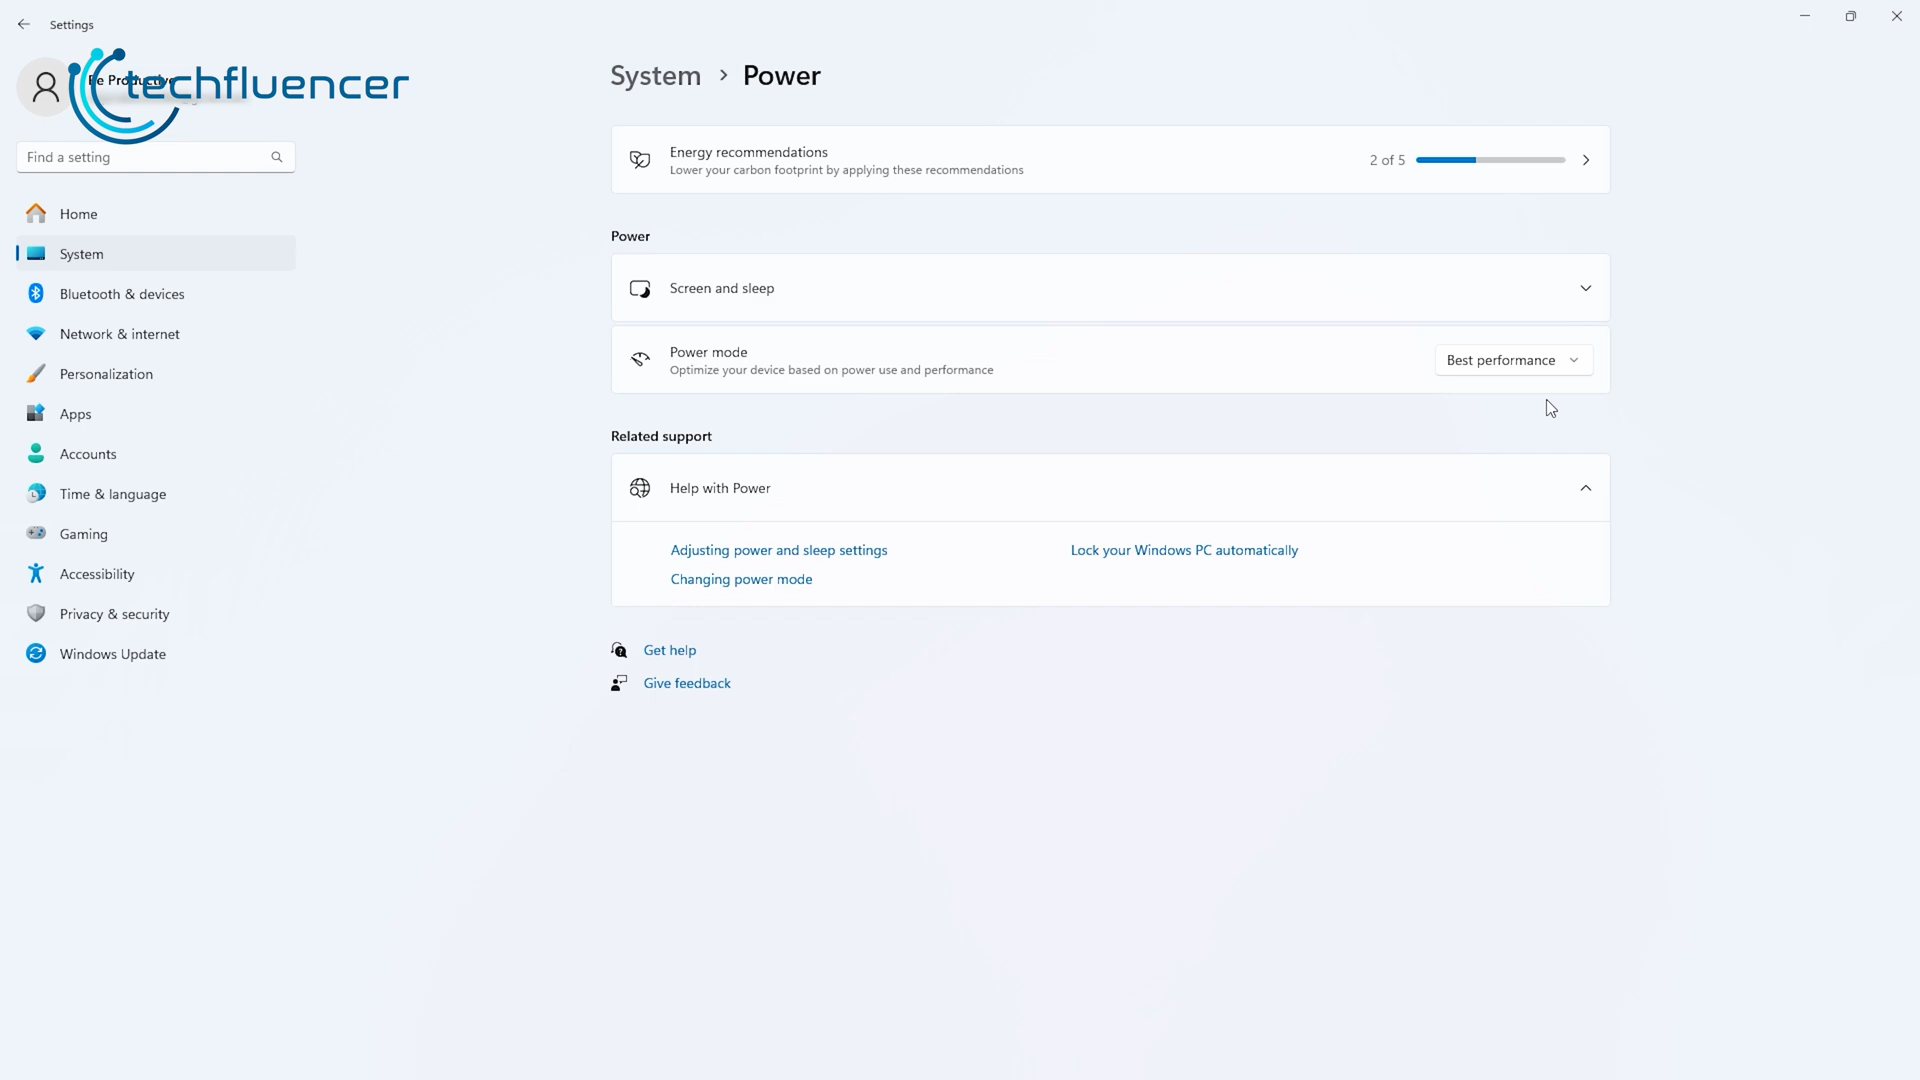 Settings
Be Productive
techfluencer
Find a setting
Home
System
Bluetooth & devices
Network & internet
Personalization
Apps
Accounts
Time & language
Gaming
Accessibility
Privacy & security
Windows Update
System > Power
Energy recommendations
Lower your carbon footprint by applying these recommendations
2 of 5
Power
Screen and sleep
Power mode
Optimize your device based on power use and performance
Best performance
Related support
Help with Power
Adjusting power and sleep settings
Lock your Windows PC automatically
Changing power mode
Get help
Give feedback